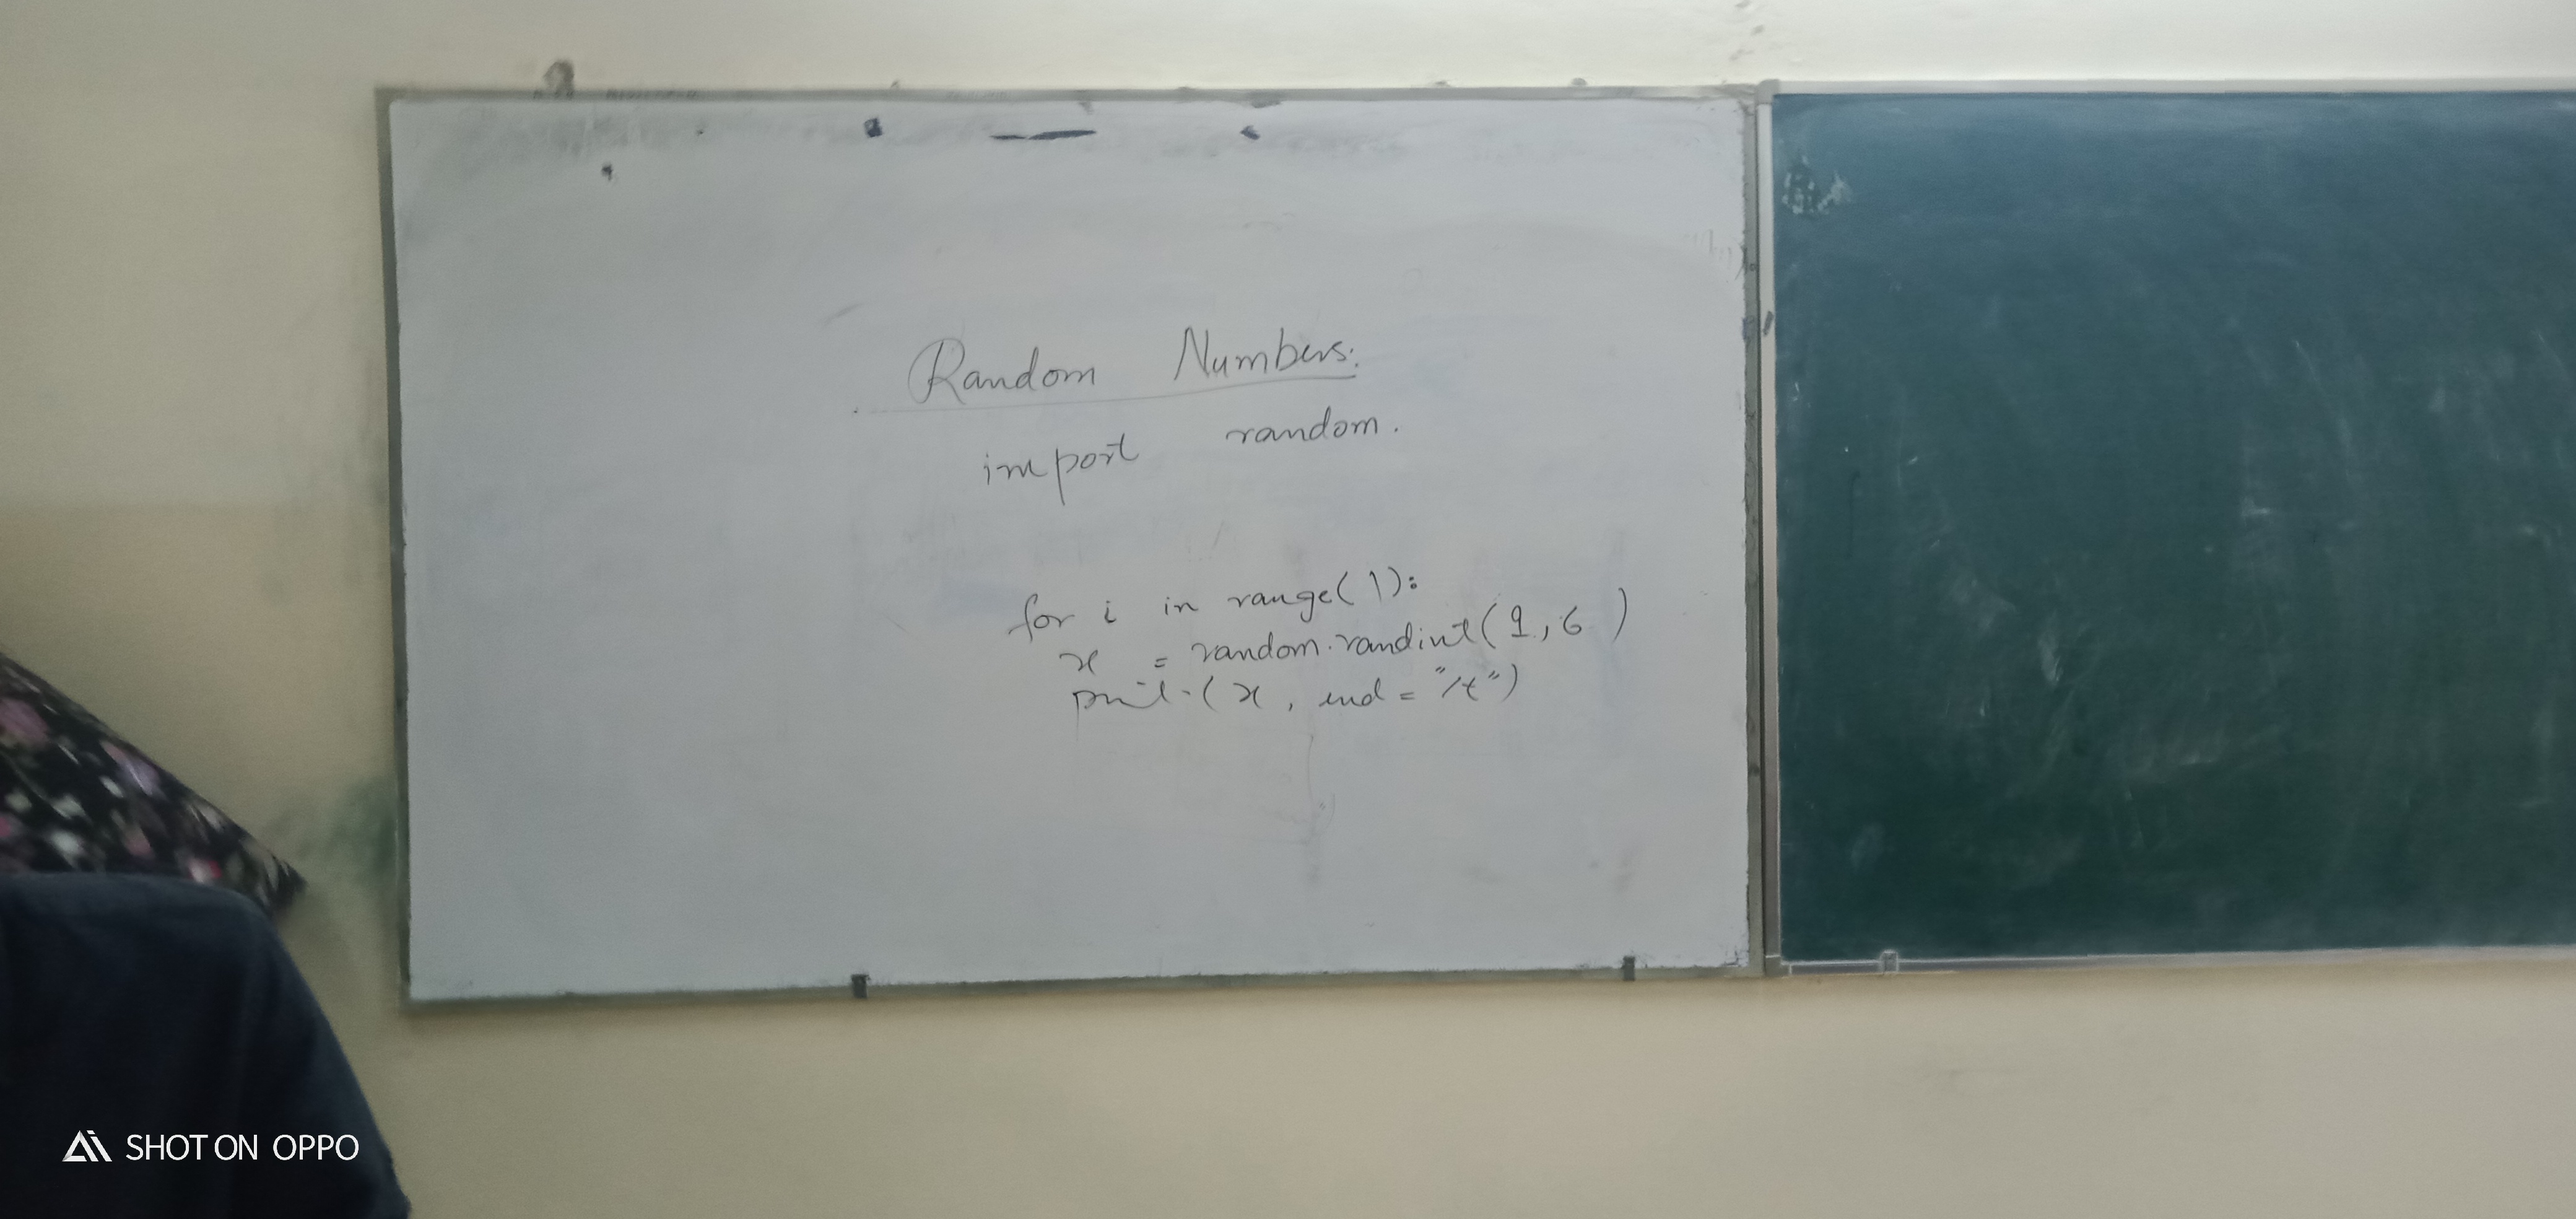 Random Numbers:
import random.
for i in range(1):
x = random.randint(1,6)
print(x, end = "/t")
SHOT ON OPPO